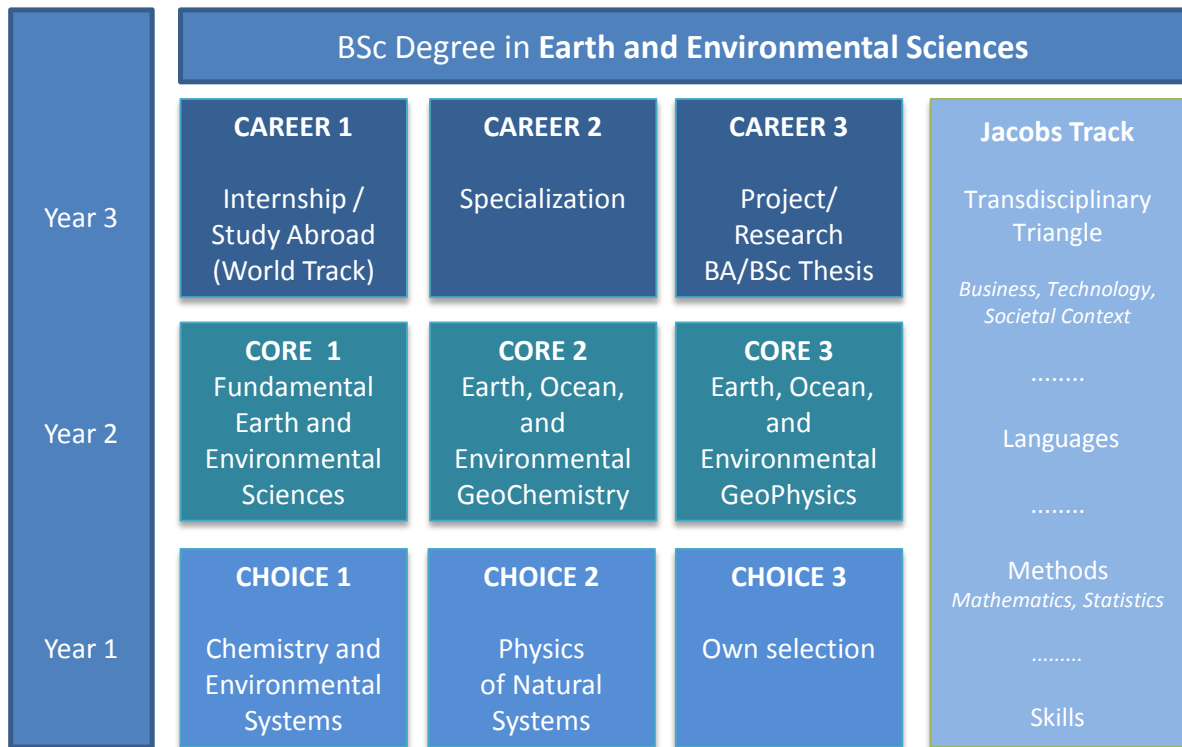 BSc Degree in Earth and Environmental Sciences
Year 3
CAREER 1
Internship /
Study Abroad
(World Track)
CAREER 2
Specialization
CAREER 3
Project/
Research
BA/BSc Thesis
Year 2
CORE  1
Fundamental
Earth and
Environmental
Sciences
CORE 2
Earth, Ocean,
and
Environmental
GeoChemistry
CORE 3
Earth, Ocean,
and
Environmental
GeoPhysics
Year 1
CHOICE 1
Chemistry and
Environmental
Systems
CHOICE 2
Physics
of Natural
Systems
CHOICE 3
Own selection
Jacobs Track
Transdisciplinary
Triangle
Business, Technology,
Societal Context
........
Languages
........
Methods
Mathematics, Statistics
.........
Skills